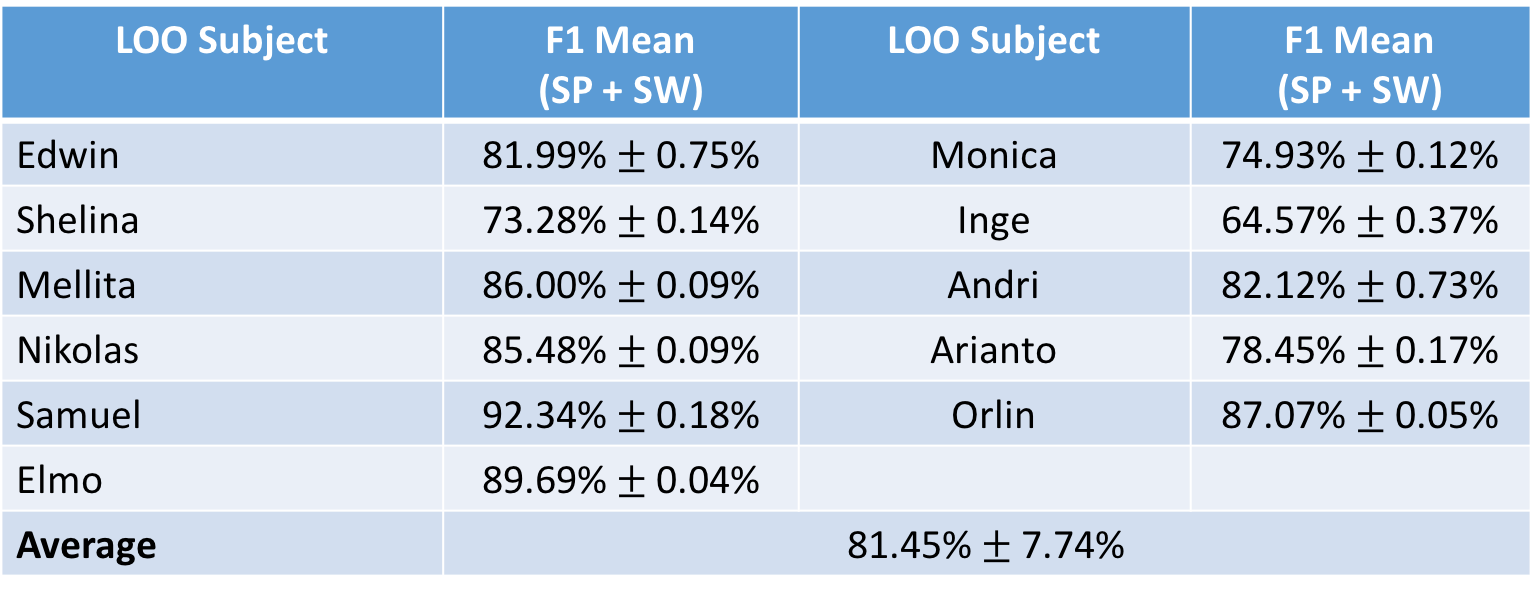 LOO Subject F1 Mean (SP + SW) LOO Subject F1 Mean (SP + SW)
Edwin 81.99% ± 0.75% Monica 74.93% ± 0.12%
Shelina 73.28% ± 0.14% Inge 64.57% ± 0.37%
Mellita 86.00% ± 0.09% Andri 82.12% ± 0.73%
Nikolas 85.48% ± 0.09% Arianto 78.45% ± 0.17%
Samuel 92.34% ± 0.18% Orlin 87.07% ± 0.05%
Elmo 89.69% ± 0.04%
Average 81.45% ± 7.74%